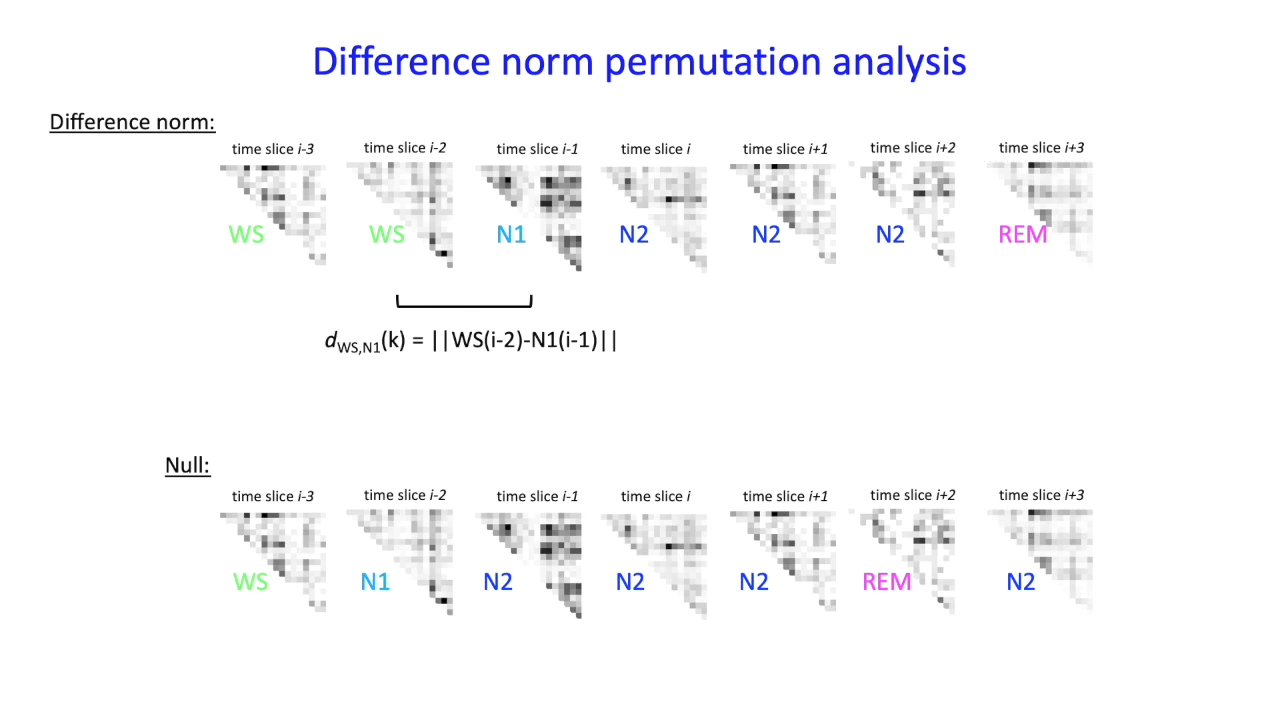 Difference norm permutation analysis
Difference norm:
time slice i-3 time slice i-2 time slice i-1 time slice i time slice i+1 time slice i+2 time slice i+3
WS WS N1 N2 N2 N2 REM
dWS,N1(k) = ||WS(i-2)-N1(i-1)||
Null:
time slice i-3 time slice i-2 time slice i-1 time slice i time slice i+1 time slice i+2 time slice i+3
WS N1 N2 N2 N2 REM N2